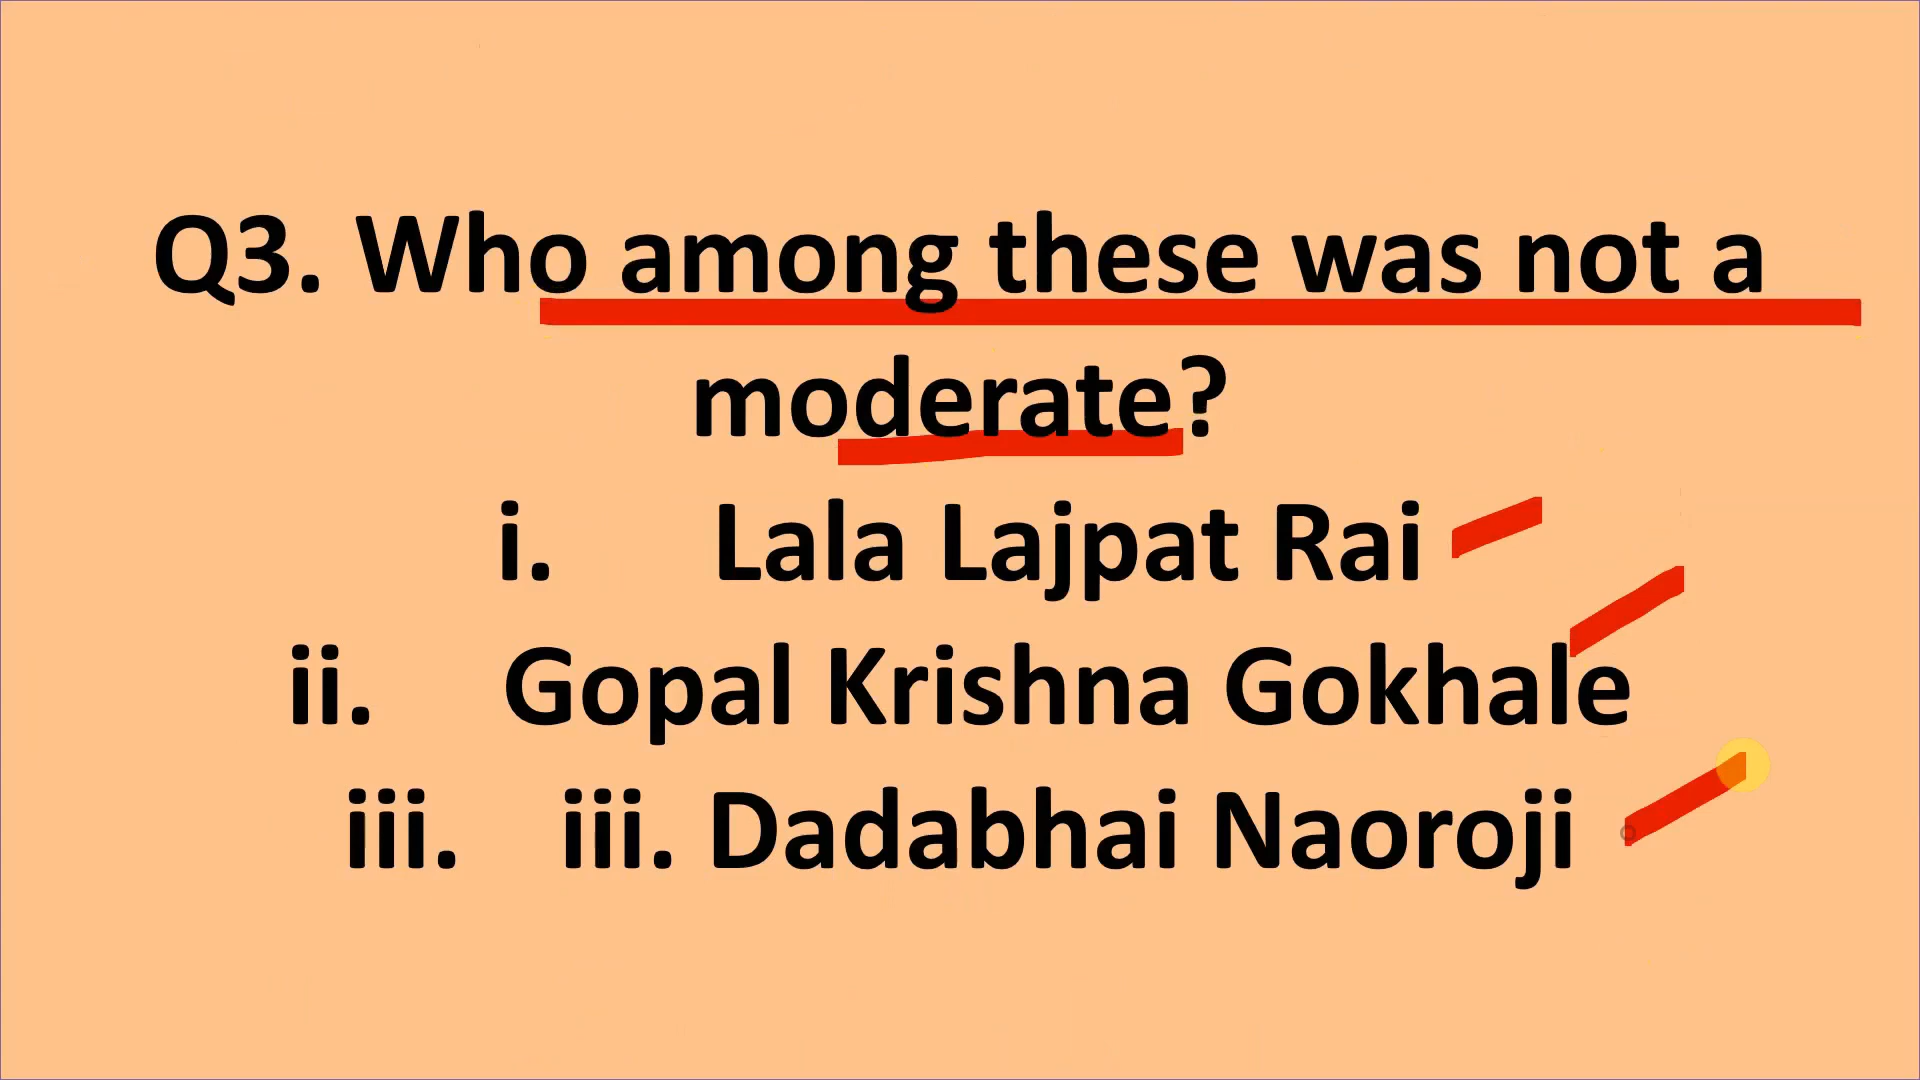 Q3. Who among these was not a
moderate?
i. Lala Lajpat Rai
ii. Gopal Krishna Gokhale
iii. iii. Dadabhai Naoroji